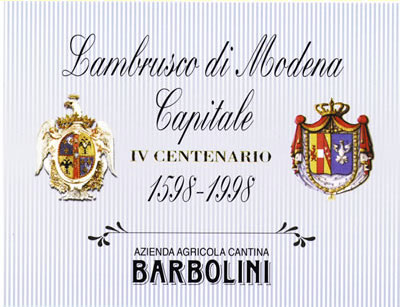 Lambrusco di Modena
Capitale
IV CENTENARIO
1598-1998
AZIENDA AGRICOLA CANTINA
BARBOLINI